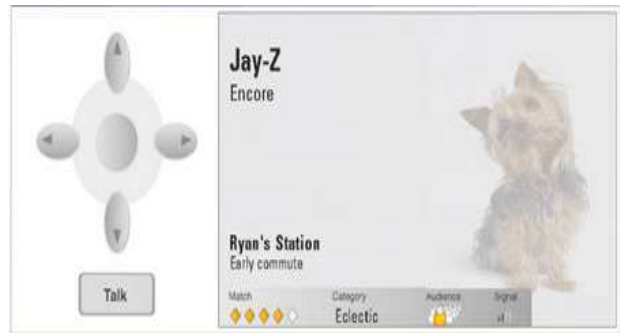 Jay-Z
Encore
Ryan's Station
Early commute
Match Category Audience Signal
Eclectic
Talk